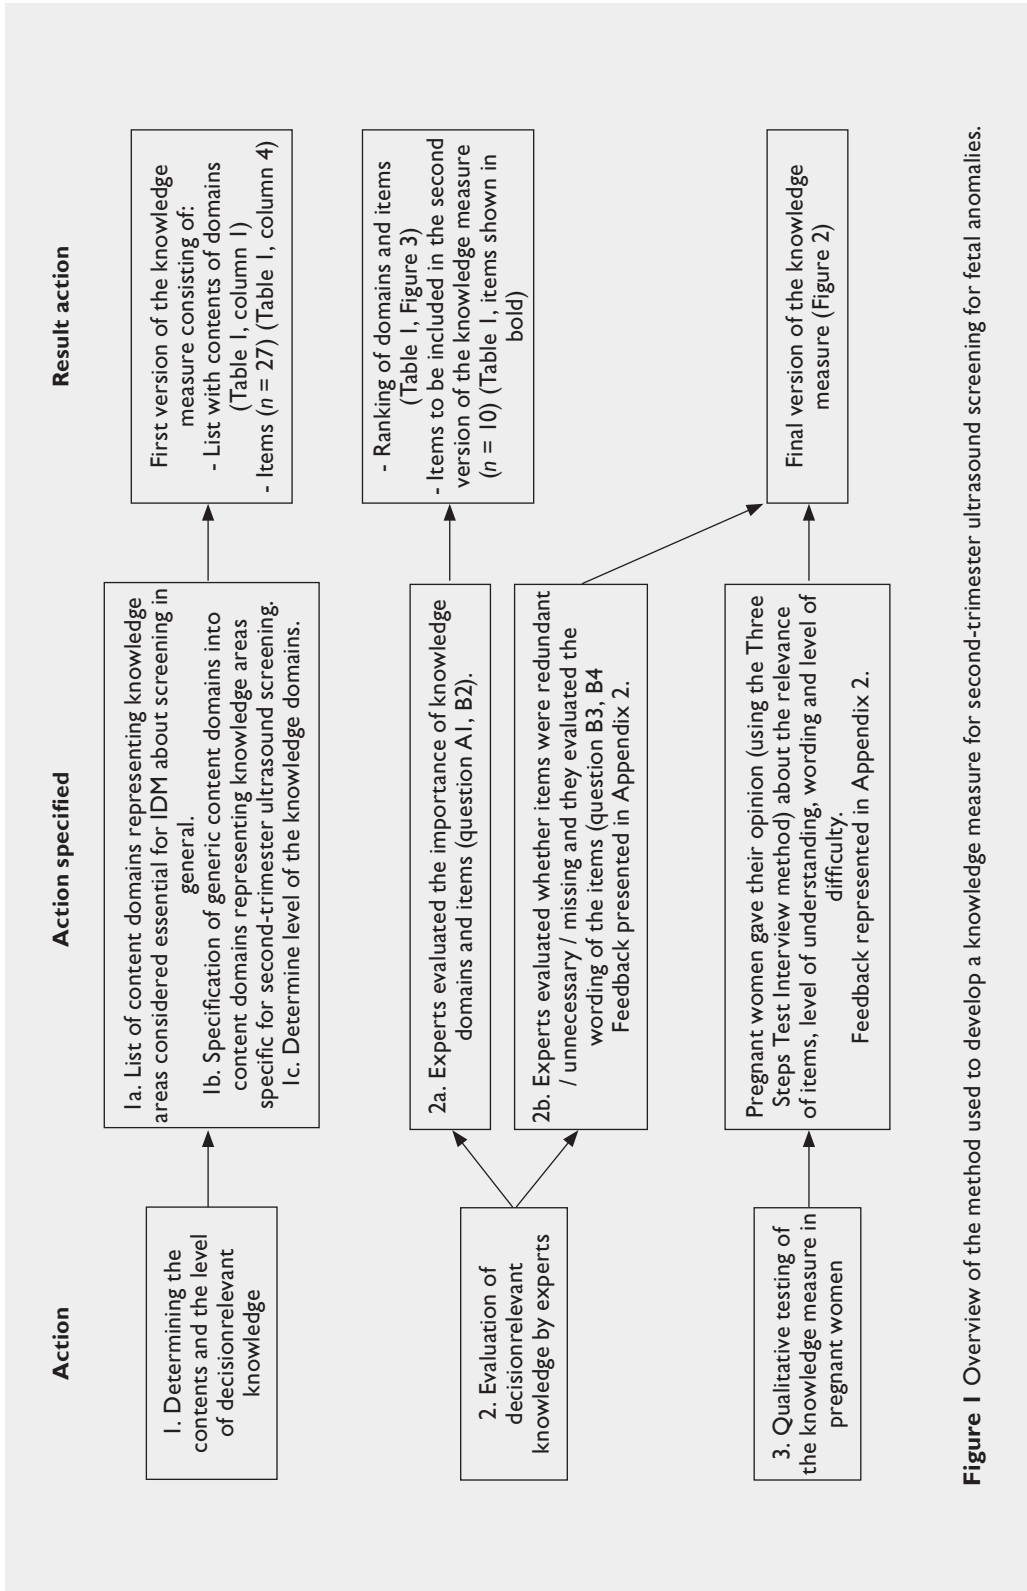 Action
Action specified
Result action
1. Determining the
contents and the level
of decisionrelevant
knowledge
1a. List of content domains representing knowledge
areas considered essential for IDM about screening in
general.
1b. Specification of generic content domains into
content domains representing knowledge areas
specific for second-trimester ultrasound screening.
1c. Determine level of the knowledge domains.
First version of the knowledge
measure consisting of:
- List with contents of domains
(Table 1, column 1)
- Items (n = 27) (Table 1, column 4)
2. Evaluation of
decisionrelevant
knowledge by experts
2a. Experts evaluated the importance of knowledge
domains and items (question A1, B2).
- Ranking of domains and items
(Table 1, Figure 3)
- Items to be included in the second
version of the knowledge measure
(n = 10) (Table 1, items shown in
bold)
2b. Experts evaluated whether items were redundant
/ unnecessary / missing and they evaluated the
wording of the items (question B3, B4
Feedback presented in Appendix 2.
3. Qualitative testing of
the knowledge measure in
pregnant women
Pregnant women gave their opinion (using the Three
Steps Test Interview method) about the relevance
of items, level of understanding, wording and level of
difficulty.
Feedback represented in Appendix 2.
Final version of the knowledge
measure (Figure 2)
Figure 1 Overview of the method used to develop a knowledge measure for second-trimester ultrasound screening for fetal anomalies.